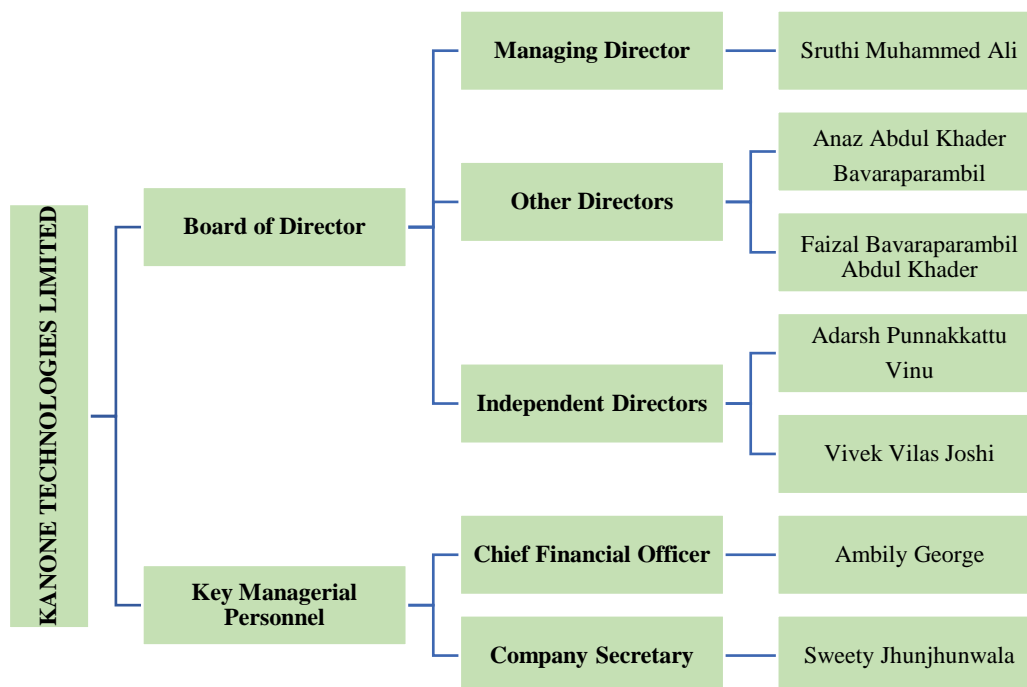 KANONE TECHNOLOGIES LIMITED
Board of Director
Managing Director
Sruthi Muhammed Ali
Other Directors
Anaz Abdul Khader
Bavaraparambil
Faizal Bavaraparambil
Abdul Khader
Independent Directors
Adarsh Punnakkattu
Vinu
Vivek Vilas Joshi
Key Managerial
Personnel
Chief Financial Officer
Ambily George
Company Secretary
Sweety Jhunjhunwala